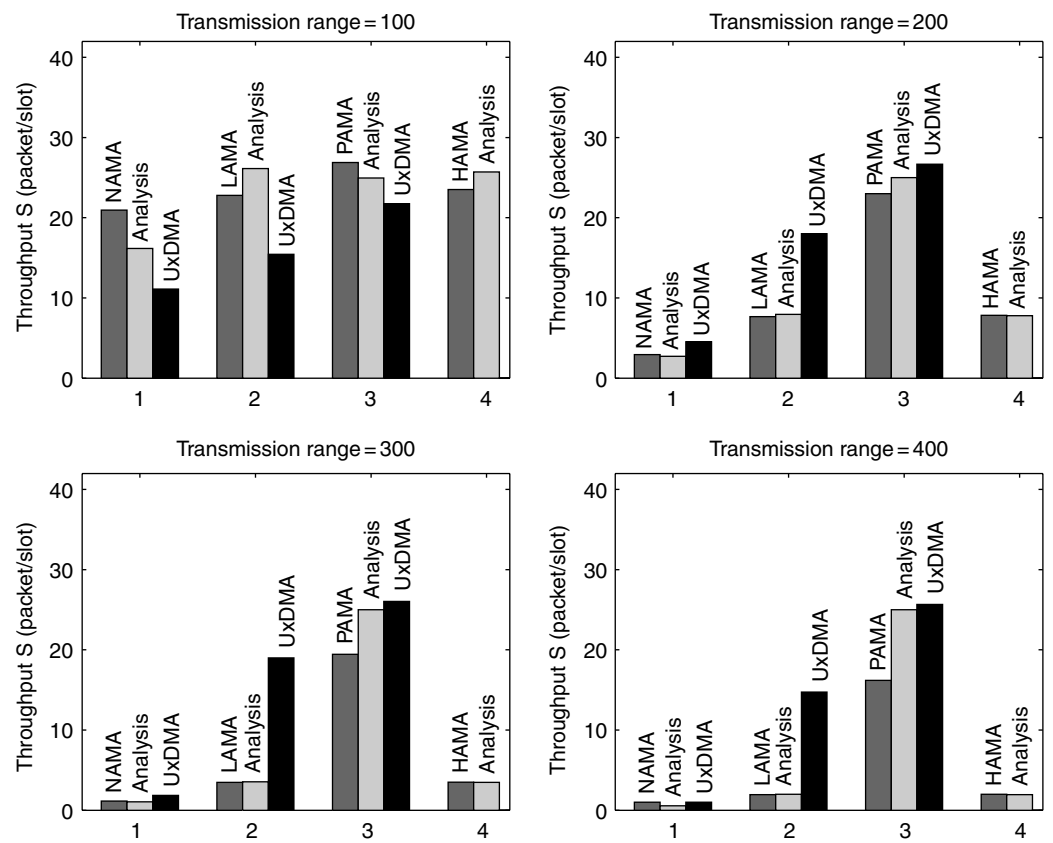 Transmission range = 100
Throughput S (packet/slot)
40
30
20
10
0
NAMA
Analysis
UxDMA
LAMA
Analysis
UxDMA
PAMA
Analysis
UxDMA
HAMA
Analysis
1
2
3
4
Transmission range = 200
Throughput S (packet/slot)
40
30
20
10
0
NAMA
Analysis
UxDMA
LAMA
Analysis
UxDMA
PAMA
Analysis
UxDMA
HAMA
Analysis
1
2
3
4
Transmission range = 300
Throughput S (packet/slot)
40
30
20
10
0
NAMA
Analysis
UxDMA
LAMA
Analysis
UxDMA
PAMA
Analysis
UxDMA
HAMA
Analysis
1
2
3
4
Transmission range = 400
Throughput S (packet/slot)
40
30
20
10
0
NAMA
Analysis
UxDMA
LAMA
Analysis
UxDMA
PAMA
Analysis
UxDMA
HAMA
Analysis
1
2
3
4